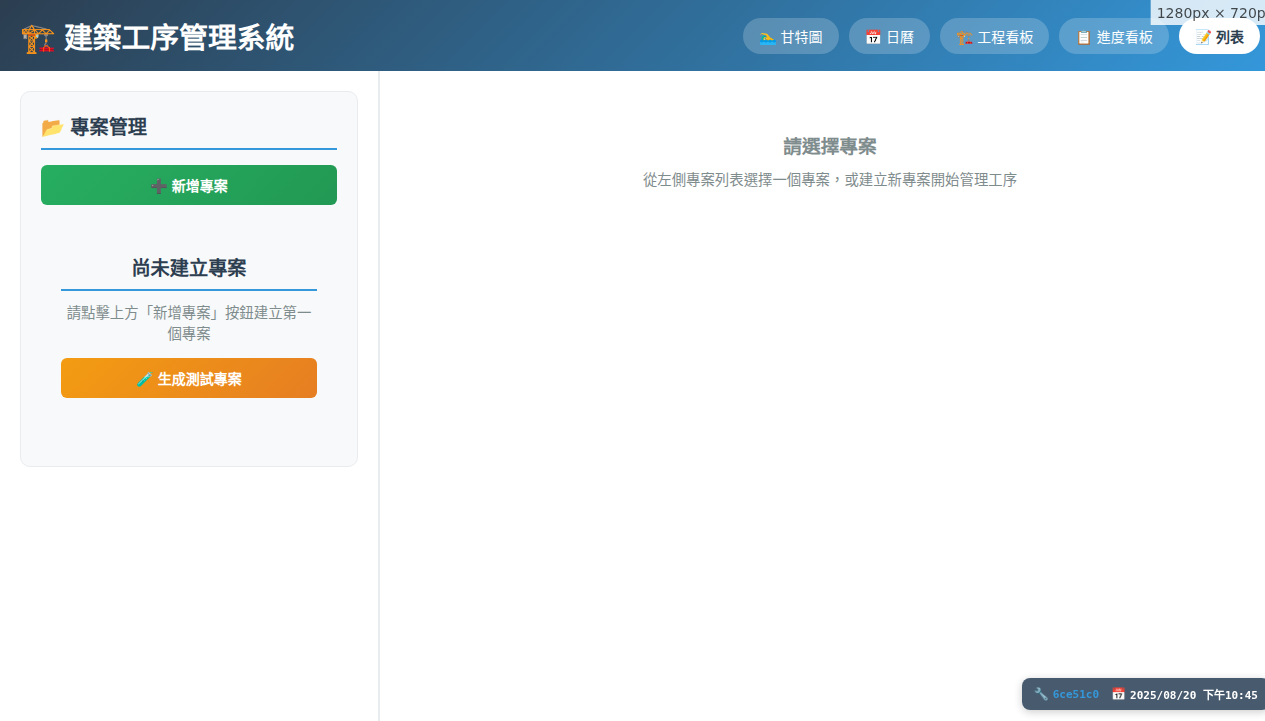 建築工序管理系統
甘特圖
日曆
工程看板
進度看板
列表
1280px × 720p
專案管理
新增專案
尚未建立專案
請點擊上方「新增專案」按鈕建立第一
個專案
生成測試專案
請選擇專案
從左側專案列表選擇一個專案，或建立新專案開始管理工序
6ce51c0
2025/08/20 下午10:45